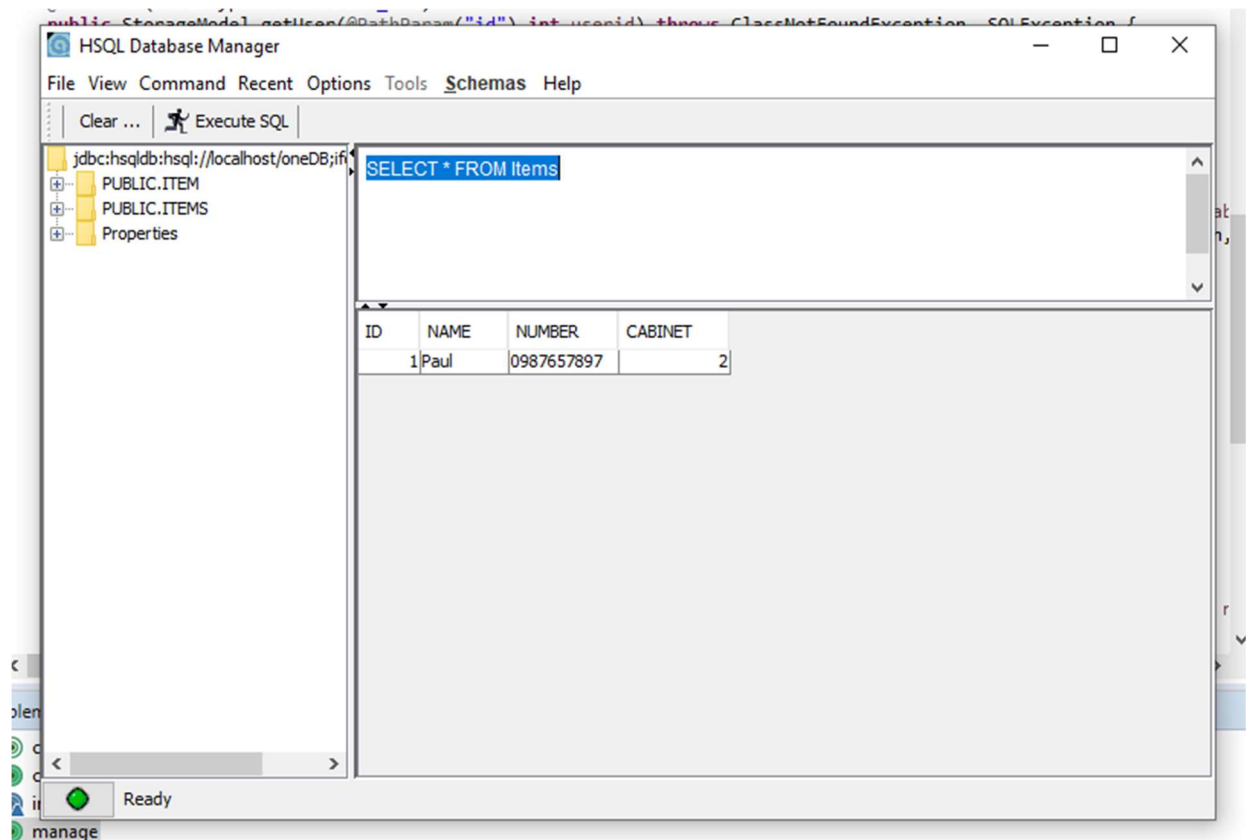 public StorageModel getUser(@PathParam("id") int userid) throws ClassNotFoundException, SQLException {
HSQL Database Manager
File View Command Recent Options Tools Schemas Help
Clear ... Execute SQL
jdbc:hsqldb:hsql://localhost/oneDB;if
SELECT * FROM Items
PUBLIC.ITEM
PUBLIC.ITEMS
Properties
ID NAME NUMBER CABINET
1 Paul 0987657897 2
Ready
manage